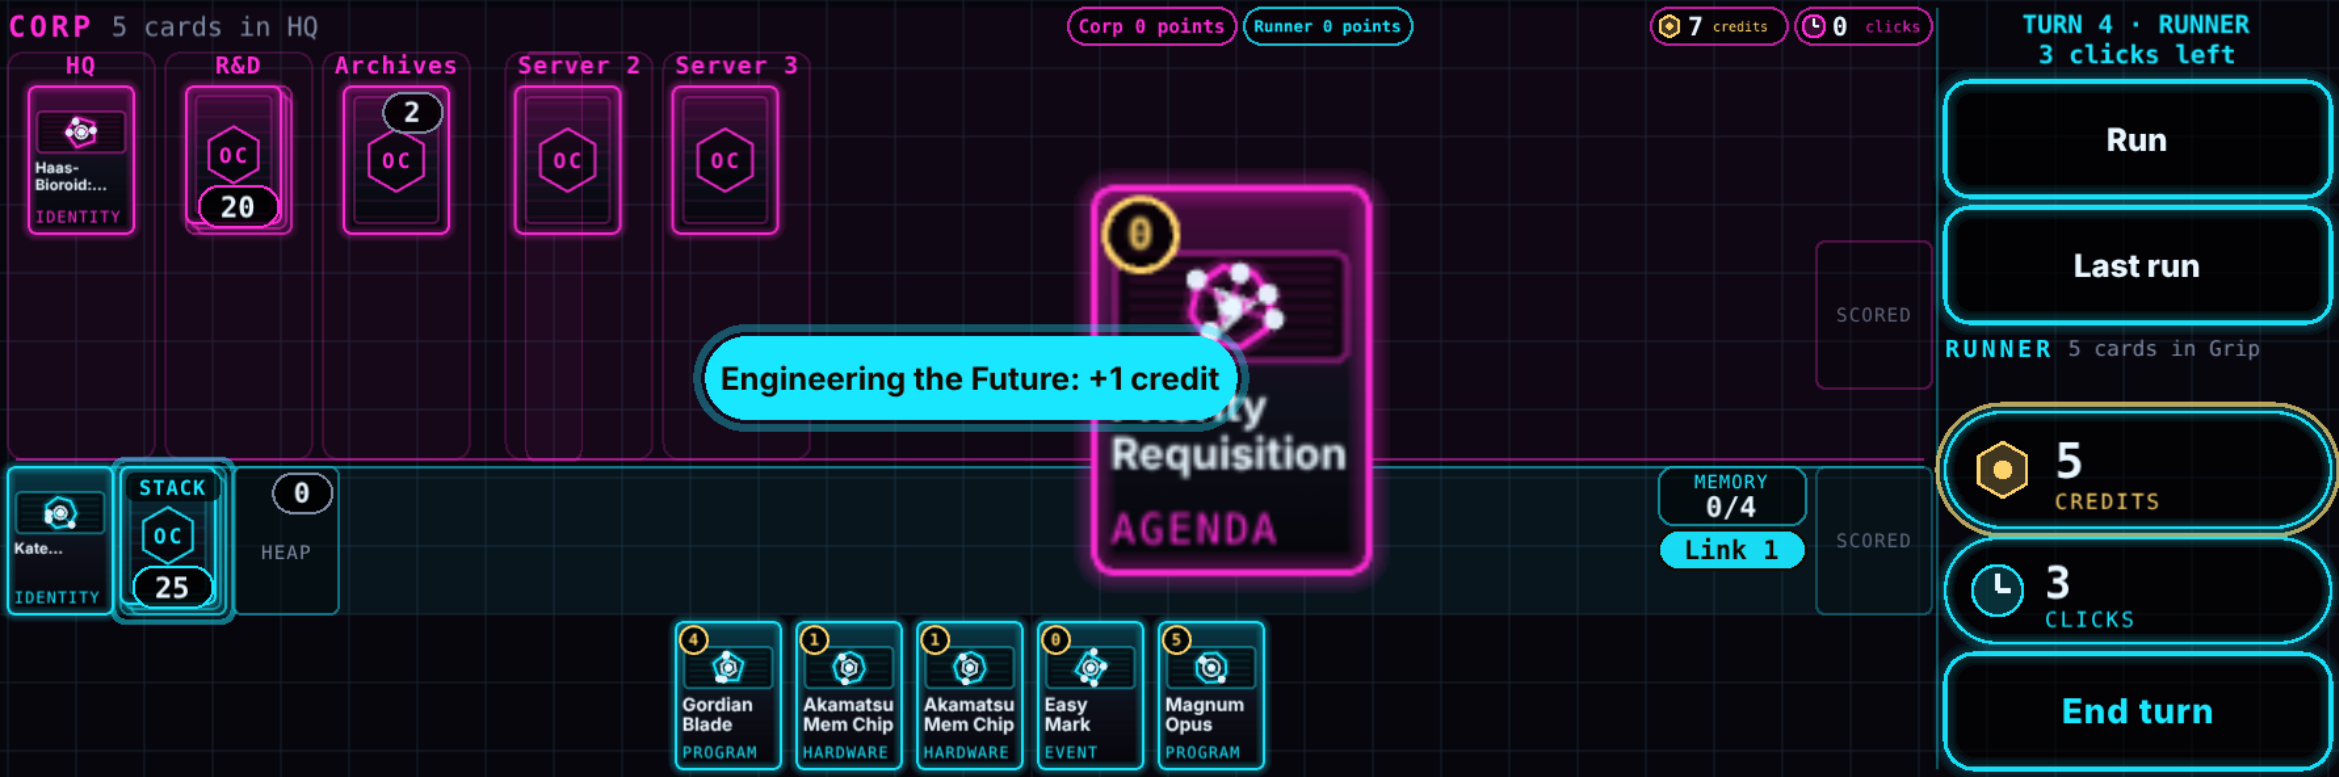 CORP 5 cards in HQ
Corp 0 points
Runner 0 points
7 credits
0 clicks
TURN 4 · RUNNER
3 clicks left
HQ
R&D
Archives
Server 2
Server 3
Haas-
Bioroid:...
IDENTITY
OC
20
2
OC
OC
OC
Run
Last run
SCORED
RUNNER 5 cards in Grip
0
Engineering the Future: +1 credit
Requisition
AGENDA
5
CREDITS
3
CLICKS
End turn
Kate...
IDENTITY
STACK
OC
25
0
HEAP
MEMORY
0/4
Link 1
SCORED
4
Gordian
Blade
PROGRAM
1
Akamatsu
Mem Chip
HARDWARE
1
Akamatsu
Mem Chip
HARDWARE
0
Easy
Mark
EVENT
5
Magnum
Opus
PROGRAM